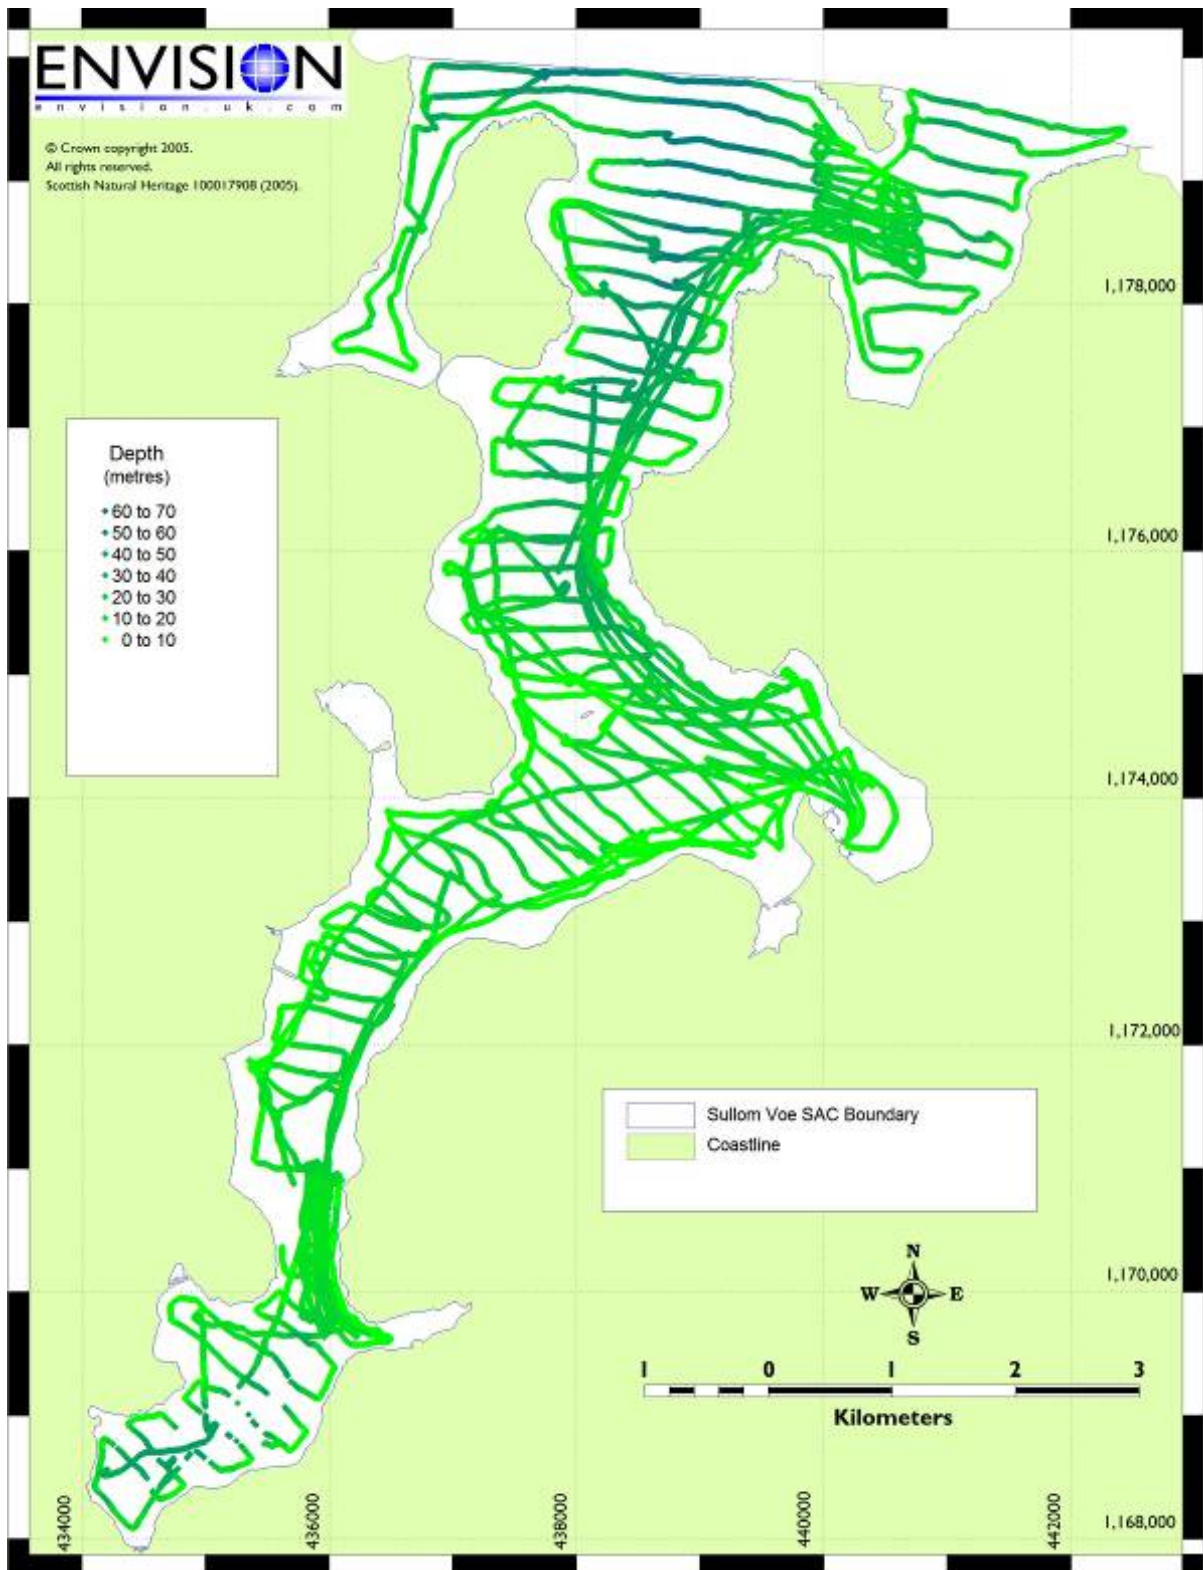 ENVISION
envision.uk.com
© Crown copyright 2005.
All rights reserved.
Scottish Natural Heritage 100017908 (2005).
1,178,000
Depth
(metres)
60 to 70
50 to 60
40 to 50
30 to 40
20 to 30
10 to 20
0 to 10
1,176,000
1,174,000
1,172,000
Sullom Voe SAC Boundary
Coastline
1,170,000
N
W E
S
1 0 1 2 3
Kilometers
434000 436000 438000 440000 442000
1,168,000